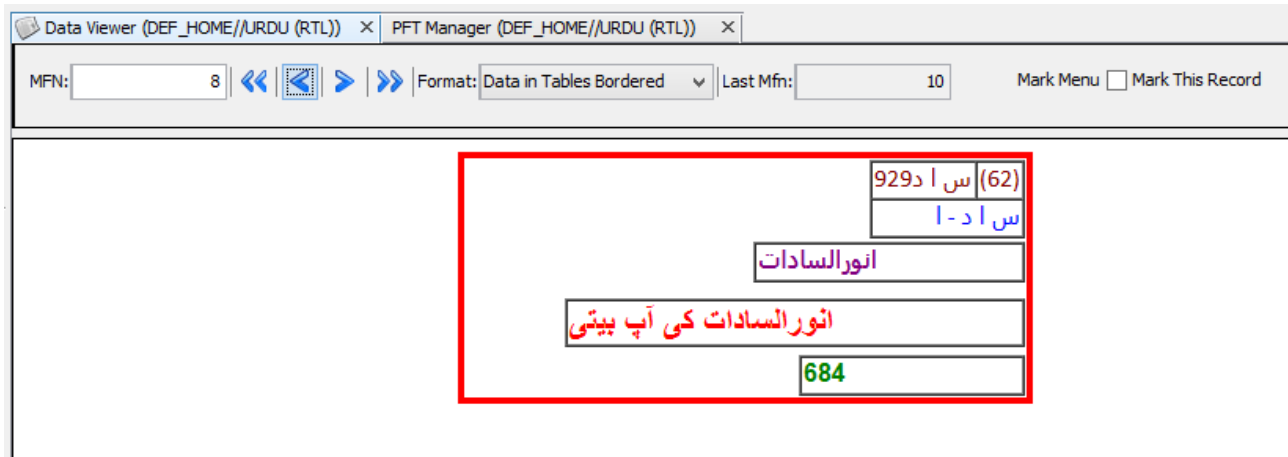 Data Viewer (DEF_HOME//URDU (RTL)) X PFT Manager (DEF_HOME//URDU (RTL)) X
MFN: 8 Format: Data in Tables Bordered Last Mfn: 10 Mark Menu Mark This Record
(62) س ا د929
س ا د - ا
انورالسادات
انورالسادات کی آپ بیتی
684